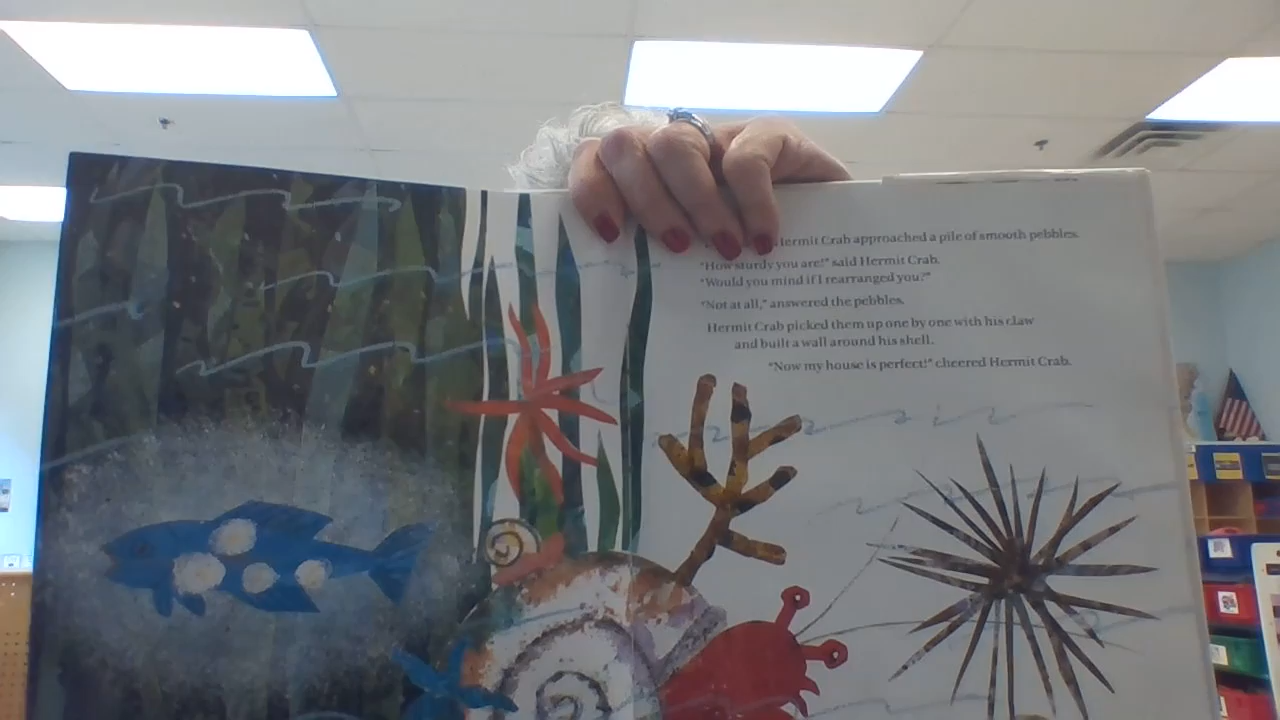 Hermit Crab approached a pile of smooth pebbles.
"How sturdy you are!" said Hermit Crab.
"Would you mind if I rearranged you?"
"Not at all," answered the pebbles.
Hermit Crab picked them up one by one with his claw
and built a wall around his shell.
"Now my house is perfect!" cheered Hermit Crab.